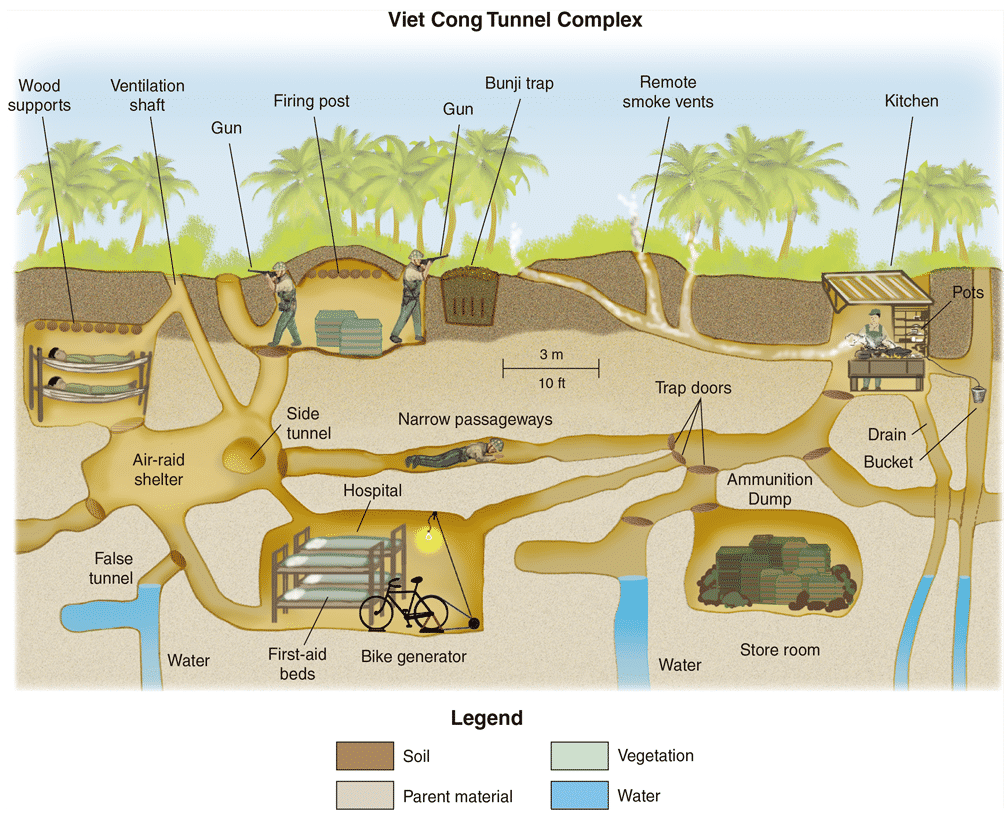 Viet Cong Tunnel Complex
Wood
supports
Ventilation
shaft
Gun
Firing post
Gun
Bunji trap
Remote
smoke vents
Kitchen
Pots
3 m
10 ft
Trap doors
Side
tunnel
Narrow passageways
Drain
Bucket
Air-raid
shelter
Hospital
Ammunition
Dump
False
tunnel
Water
First-aid
beds
Bike generator
Water
Store room
Legend
Soil
Vegetation
Parent material
Water